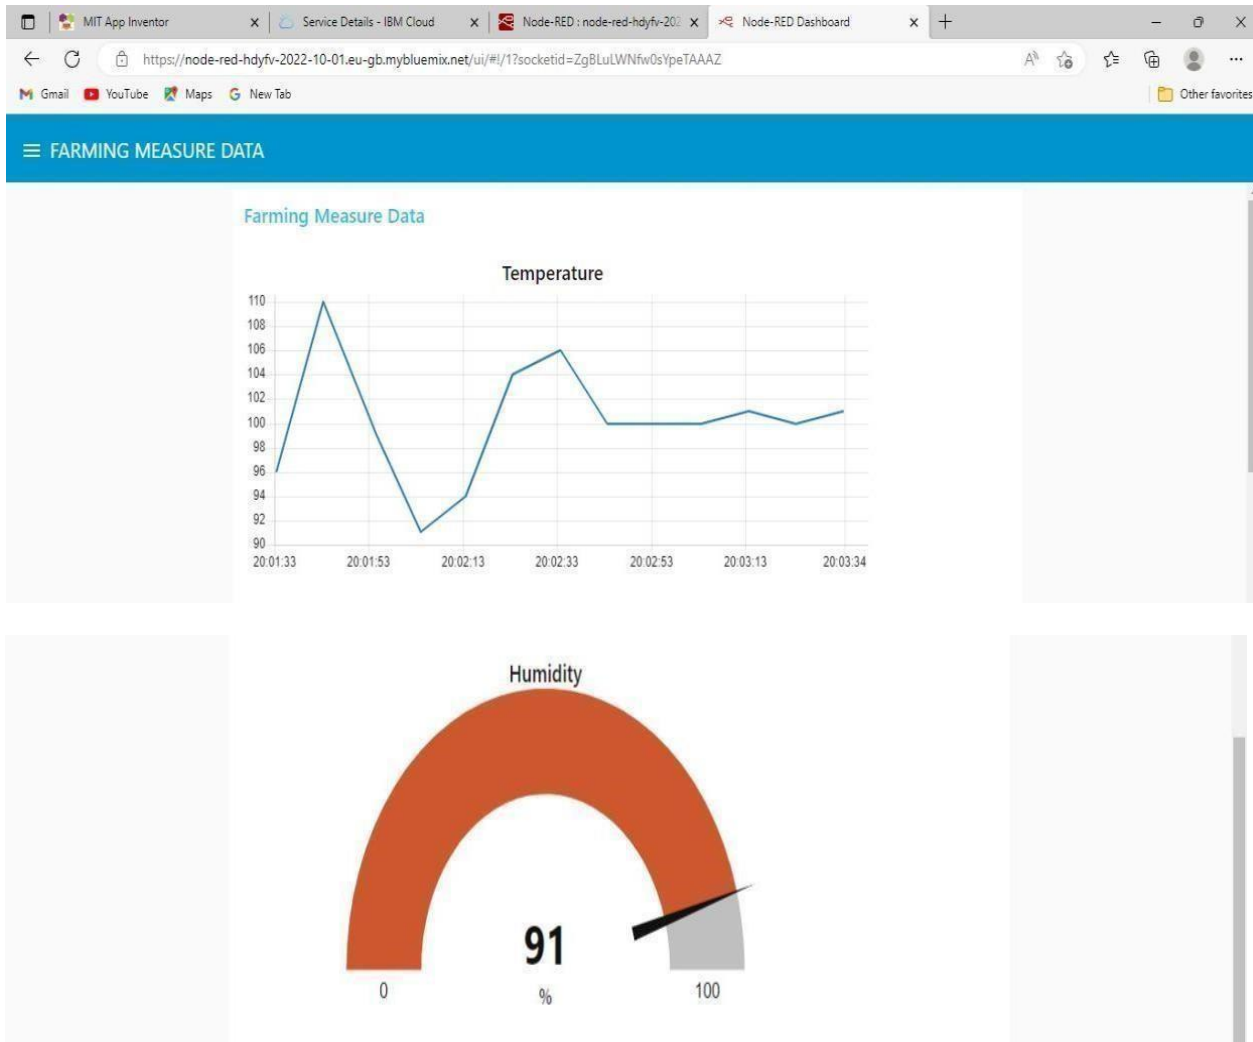 MIT App Inventor
Service Details - IBM Cloud
Node-RED : node-red-hdyfv-202
Node-RED Dashboard
https://node-red-hdyfv-2022-10-01.eu-gb.mybluemix.net/ui/#!/1?socketid=ZgBLuLWNfw0sYpeTAAAZ
Gmail YouTube Maps New Tab Other favorites
FARMING MEASURE DATA
Farming Measure Data
Temperature
110
108
106
104
102
100
98
96
94
92
90
20:01:33 20:01:53 20:02:13 20:02:33 20:02:53 20:03:13 20:03:34
Humidity
91
0 % 100